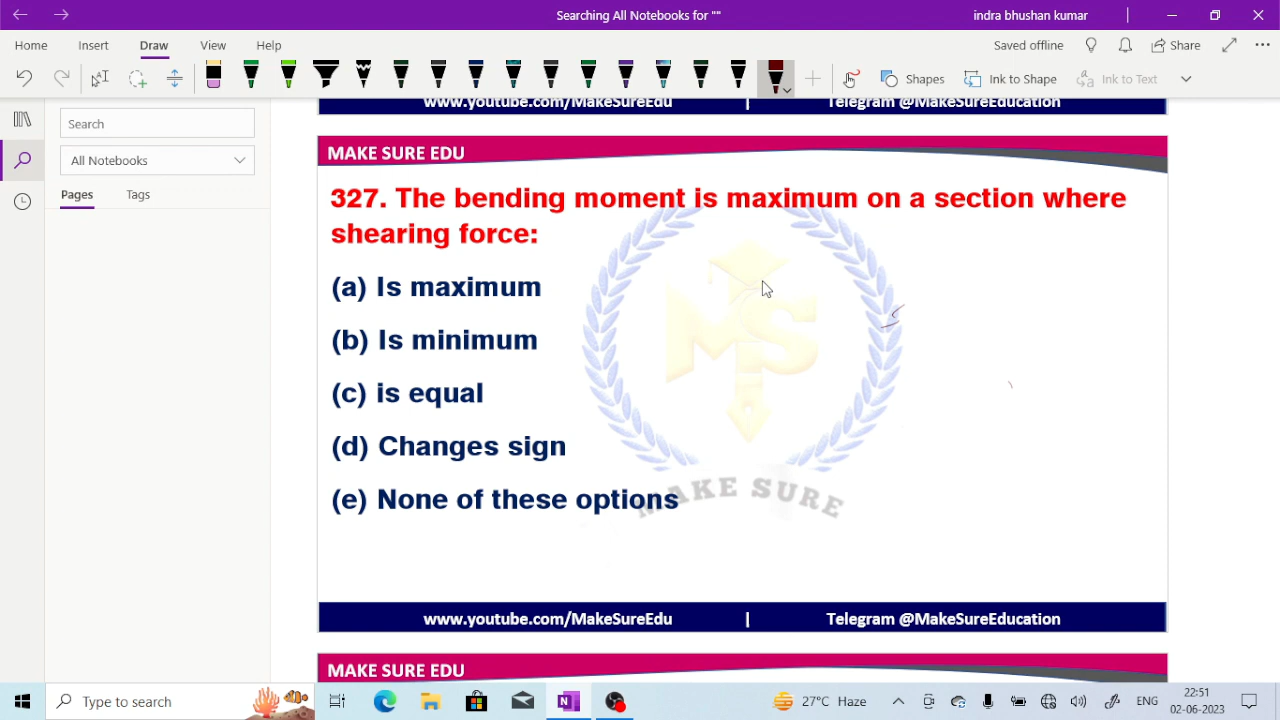 Searching All Notebooks for ""
indra bhushan kumar
Home Insert Draw View Help
Saved offline
Share
Shapes
Ink to Shape
Ink to Text
www.youtube.com/MakeSureEdu | Telegram @MakeSureEducation
Search
All Notebooks
Pages Tags
MAKE SURE EDU
327. The bending moment is maximum on a section where
shearing force:
(a) Is maximum
(b) Is minimum
(c) is equal
(d) Changes sign
(e) None of these options
MS
MAKE SURE
www.youtube.com/MakeSureEdu | Telegram @MakeSureEducation
MAKE SURE EDU
Type to search
27°C Haze
ENG
22:51
02-06-2023